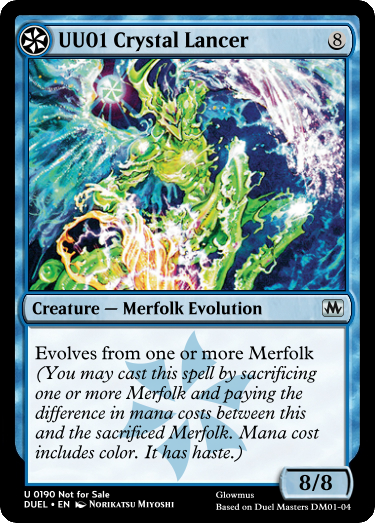 UU01 Crystal Lancer 8
Creature — Merfolk Evolution
Evolves from one or more Merfolk
(You may cast this spell by sacrificing
one or more Merfolk and paying the
difference in mana costs between this
and the sacrificed Merfolk. Mana cost
includes color. It has haste.)
8/8
U 0190 Not for Sale
DUEL • EN NORIKATSU MIYOSHI
Glowmus
Based on Duel Masters DM01-04